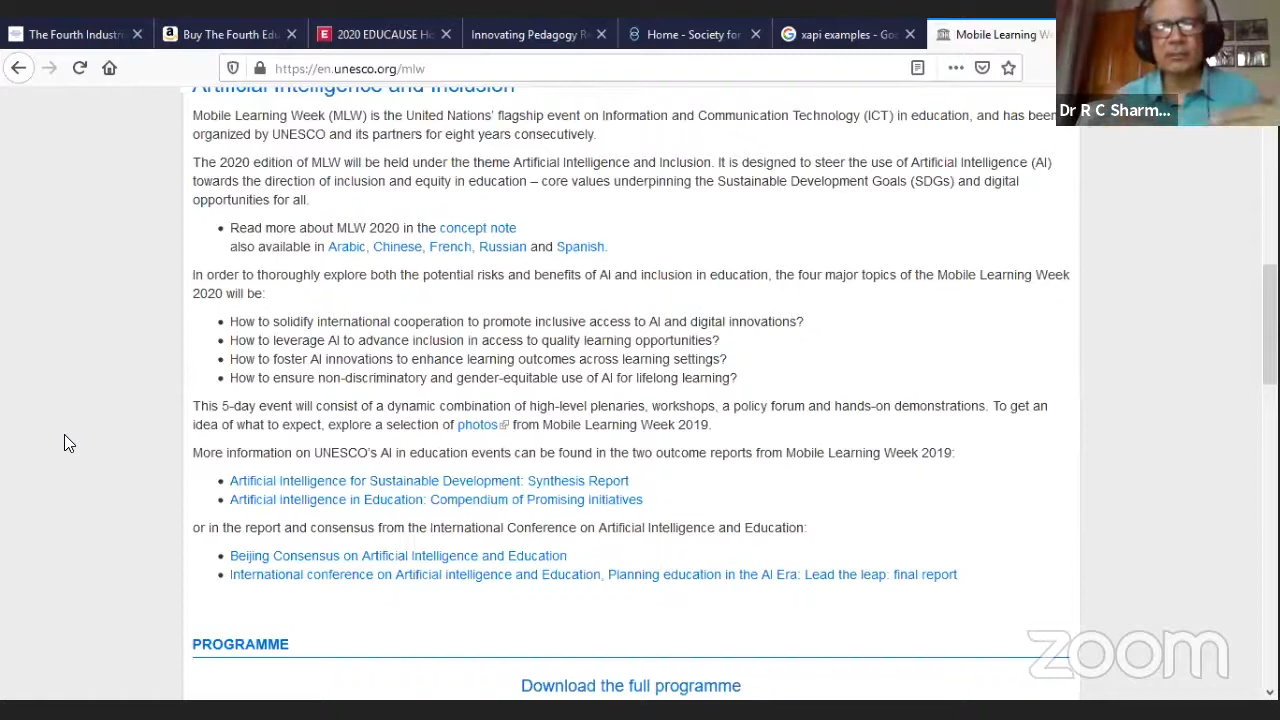 The Fourth Industr
Buy The Fourth Edu
2020 EDUCAUSE Ho
Innovating Pedagogy Re
Home - Society for
xapi examples - Goo
Mobile Learning We
https://en.unesco.org/mlw
Dr R C Sharm...
Artificial Intelligence and Inclusion
Mobile Learning Week (MLW) is the United Nations' flagship event on Information and Communication Technology (ICT) in education, and has been
organized by UNESCO and its partners for eight years consecutively.
The 2020 edition of MLW will be held under the theme Artificial Intelligence and Inclusion. It is designed to steer the use of Artificial Intelligence (AI)
towards the direction of inclusion and equity in education – core values underpinning the Sustainable Development Goals (SDGs) and digital
opportunities for all.
• Read more about MLW 2020 in the concept note
also available in Arabic, Chinese, French, Russian and Spanish.
In order to thoroughly explore both the potential risks and benefits of AI and inclusion in education, the four major topics of the Mobile Learning Week
2020 will be:
• How to solidify international cooperation to promote inclusive access to AI and digital innovations?
• How to leverage AI to advance inclusion in access to quality learning opportunities?
• How to foster AI innovations to enhance learning outcomes across learning settings?
• How to ensure non-discriminatory and gender-equitable use of AI for lifelong learning?
This 5-day event will consist of a dynamic combination of high-level plenaries, workshops, a policy forum and hands-on demonstrations. To get an
idea of what to expect, explore a selection of photos from Mobile Learning Week 2019.
More information on UNESCO's AI in education events can be found in the two outcome reports from Mobile Learning Week 2019:
• Artificial Intelligence for Sustainable Development: Synthesis Report
• Artificial intelligence in Education: Compendium of Promising initiatives
or in the report and consensus from the International Conference on Artificial Intelligence and Education:
• Beijing Consensus on Artificial Intelligence and Education
• International conference on Artificial intelligence and Education, Planning education in the AI Era: Lead the leap: final report
PROGRAMME
zoom
Download the full programme